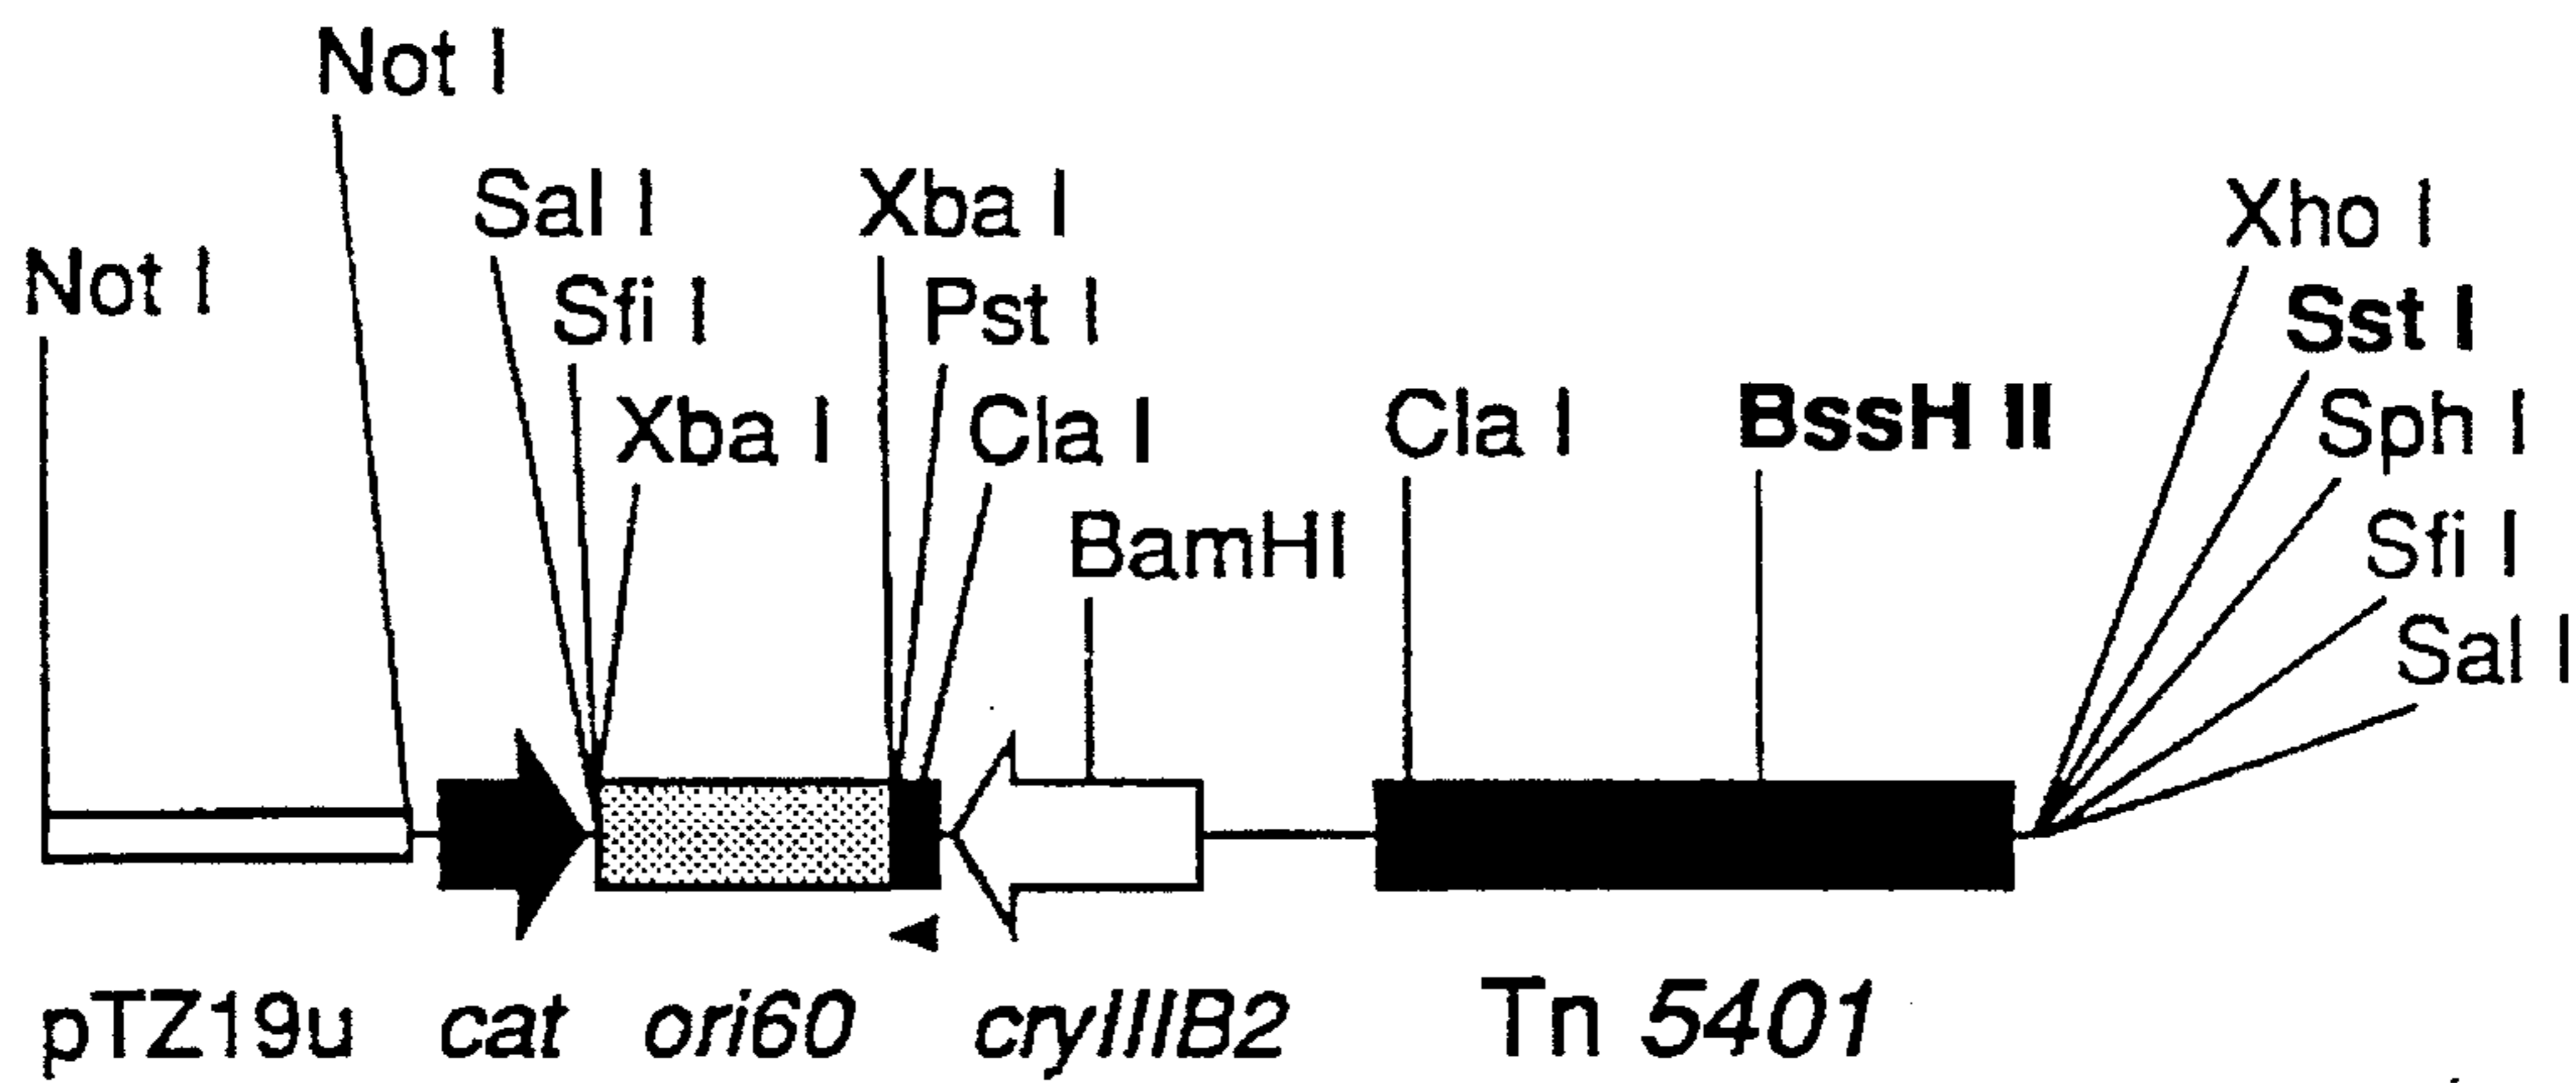 Not I
Not I
Sal I
Sfi I
Xba I
Xba I
Pst I
Cla I
BamHI
Cla I
BssH II
Xho I
Sst I
Sph I
Sfi I
Sal I
pTZ19u cat ori60 cryIIIB2 Tn 5401